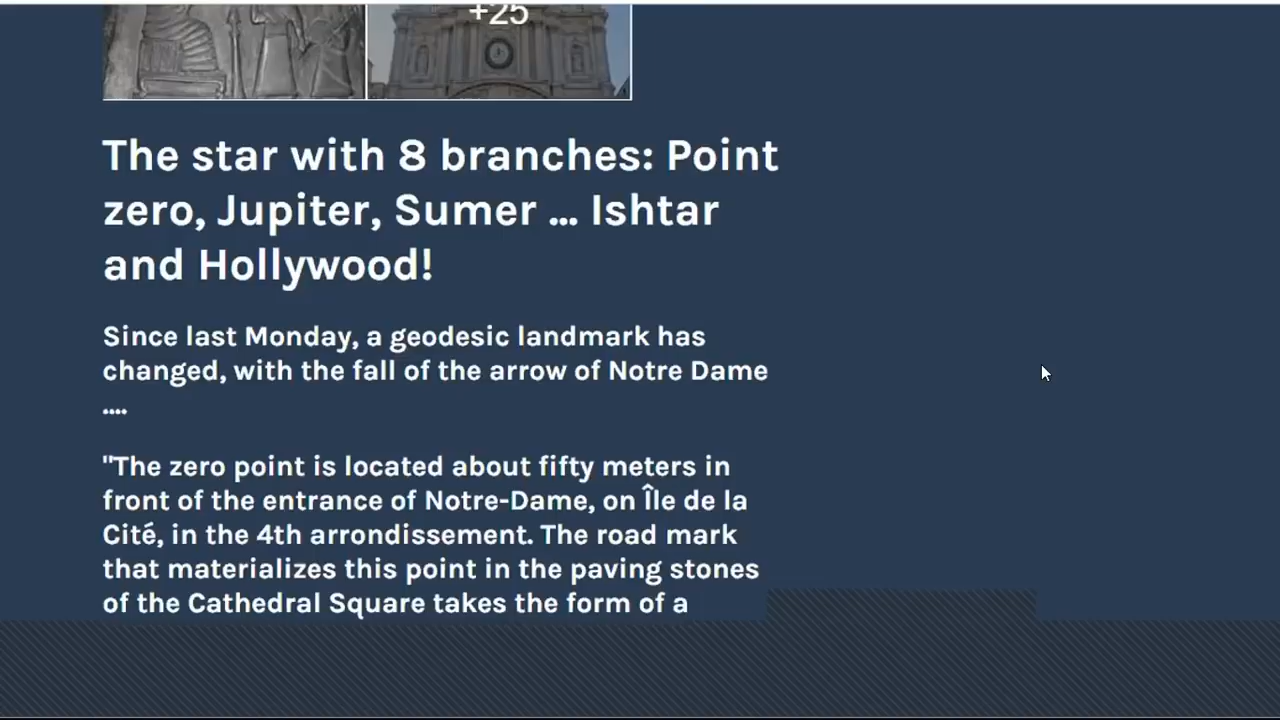 +25
The star with 8 branches: Point
zero, Jupiter, Sumer ... Ishtar
and Hollywood!
Since last Monday, a geodesic landmark has
changed, with the fall of the arrow of Notre Dame
....
"The zero point is located about fifty meters in
front of the entrance of Notre-Dame, on Île de la
Cité, in the 4th arrondissement. The road mark
that materializes this point in the paving stones
of the Cathedral Square takes the form of a